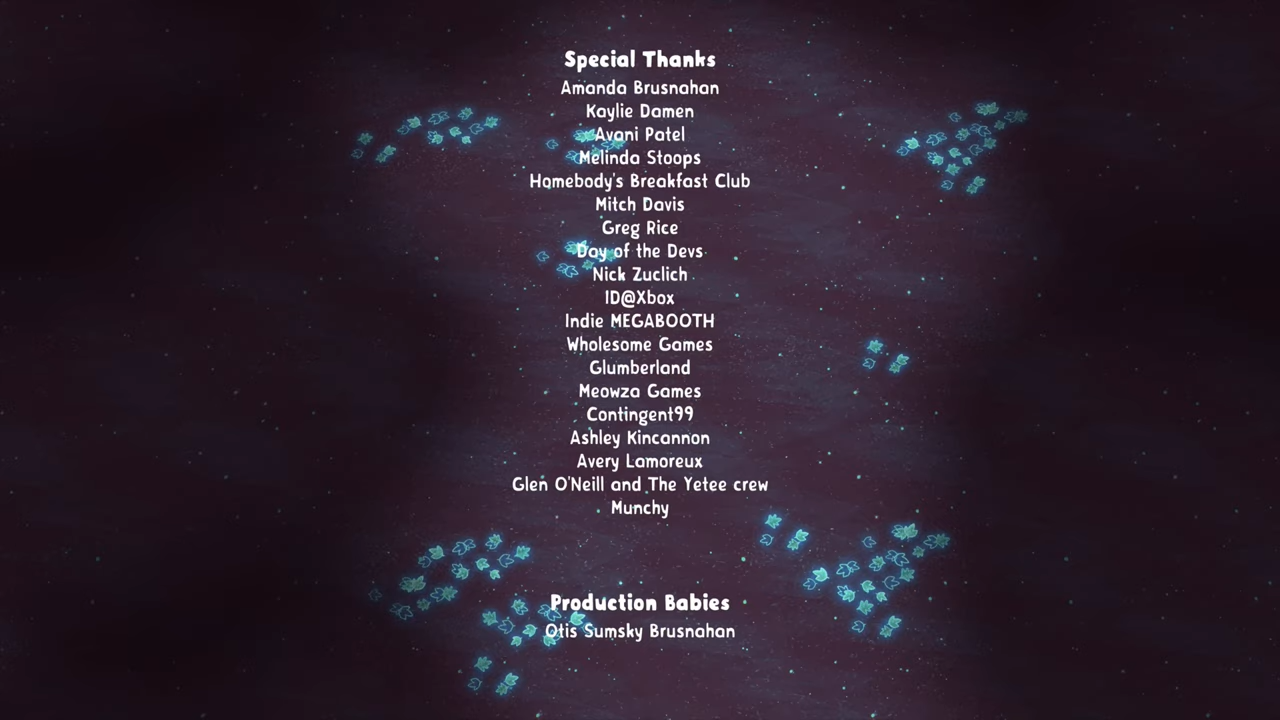 Special Thanks
Amanda Brusnahan
Kaylie Damen
Avani Patel
Melinda Stoops
Homebody's Breakfast Club
Mitch Davis
Greg Rice
Day of the Devs
Nick Zuclich
ID@Xbox
Indie MEGABOOTH
Wholesome Games
Glumberland
Meowza Games
Contingent99
Ashley Kincannon
Avery Lamoreux
Glen O'Neill and The Yetee crew
Munchy
Production Babies
Otis Sumsky Brusnahan